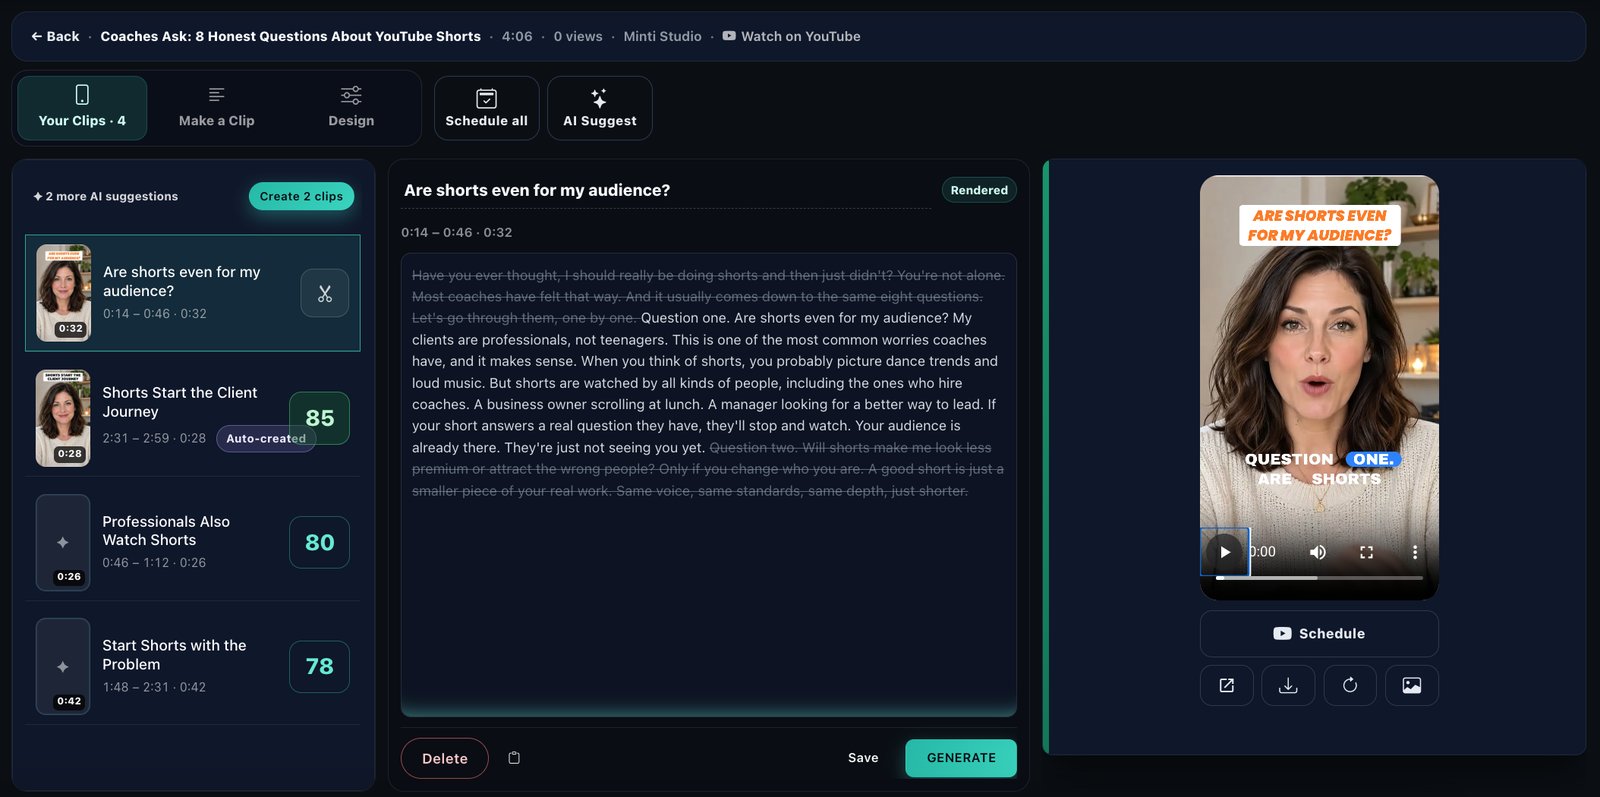 ← Back · Coaches Ask: 8 Honest Questions About YouTube Shorts · 4:06 · 0 views · Minti Studio · Watch on YouTube
Your Clips · 4
Make a Clip
Design
Schedule all
AI Suggest
2 more AI suggestions
Create 2 clips
ARE SHORTS EVEN
FOR MY AUDIENCE?
0:32
Are shorts even for my
audience?
0:14 – 0:46 · 0:32
SHORTS START THE
CLIENT JOURNEY
0:28
Shorts Start the Client
Journey
2:31 – 2:59 · 0:28
Auto-created
85
0:26
Professionals Also
Watch Shorts
0:46 – 1:12 · 0:26
80
0:42
Start Shorts with the
Problem
1:48 – 2:31 · 0:42
78
Are shorts even for my audience?
Rendered
0:14 – 0:46 · 0:32
Have you ever thought, I should really be doing shorts and then just didn't? You're not alone.
Most coaches have felt that way. And it usually comes down to the same eight questions.
Let's go through them, one by one. Question one. Are shorts even for my audience? My
clients are professionals, not teenagers. This is one of the most common worries coaches
have, and it makes sense. When you think of shorts, you probably picture dance trends and
loud music. But shorts are watched by all kinds of people, including the ones who hire
coaches. A business owner scrolling at lunch. A manager looking for a better way to lead. If
your short answers a real question they have, they'll stop and watch. Your audience is
already there. They're just not seeing you yet. Question two. Will shorts make me look less
premium or attract the wrong people? Only if you change who you are. A good short is just a
smaller piece of your real work. Same voice, same standards, same depth, just shorter.
Delete
Save
GENERATE
ARE SHORTS EVEN
FOR MY AUDIENCE?
QUESTION ONE.
ARE SHORTS
0:00
Schedule